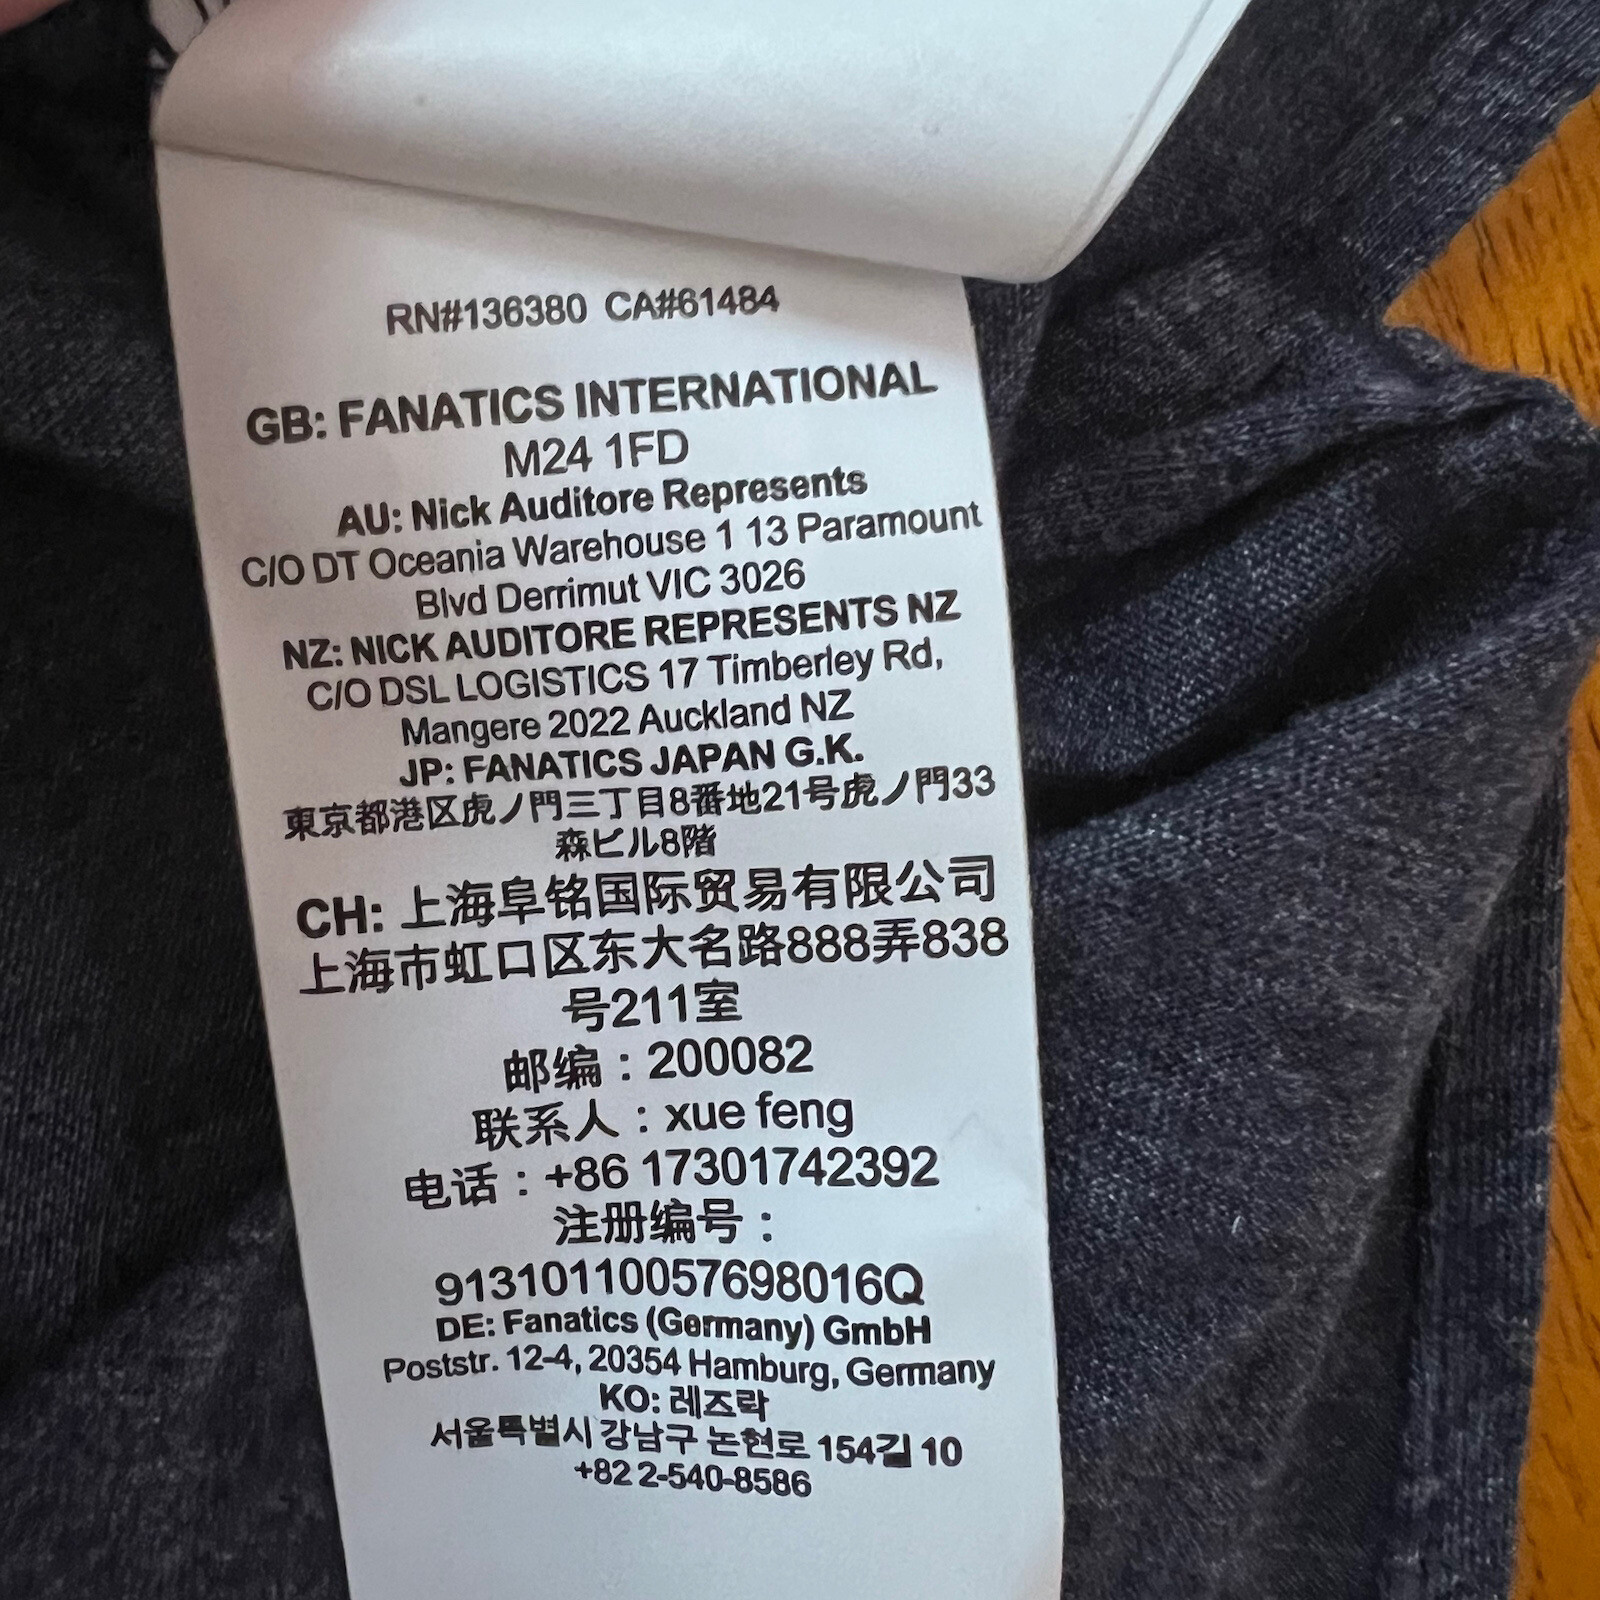 RN#136380 CA#61484
GB: FANATICS INTERNATIONAL
M24 1FD
AU: Nick Auditore Represents
C/O DT Oceania Warehouse 1 13 Paramount
Blvd Derrimut VIC 3026
NZ: NICK AUDITORE REPRESENTS NZ
C/O DSL LOGISTICS 17 Timberley Rd,
Mangere 2022 Auckland NZ
JP: FANATICS JAPAN G.K.
東京都港区虎ノ門三丁目8番地21号虎ノ門33
森ビル8階
CH: 上海阜铭国际贸易有限公司
上海市虹口区东大名路888弄838
号211室
邮编：200082
联系人：xue feng
电话：+86 17301742392
注册编号：
91310110057698016Q
DE: Fanatics (Germany) GmbH
Poststr. 12-4, 20354 Hamburg, Germany
KO: 레즈락
서울특별시 강남구 논현로 154길 10
+82 2-540-8586